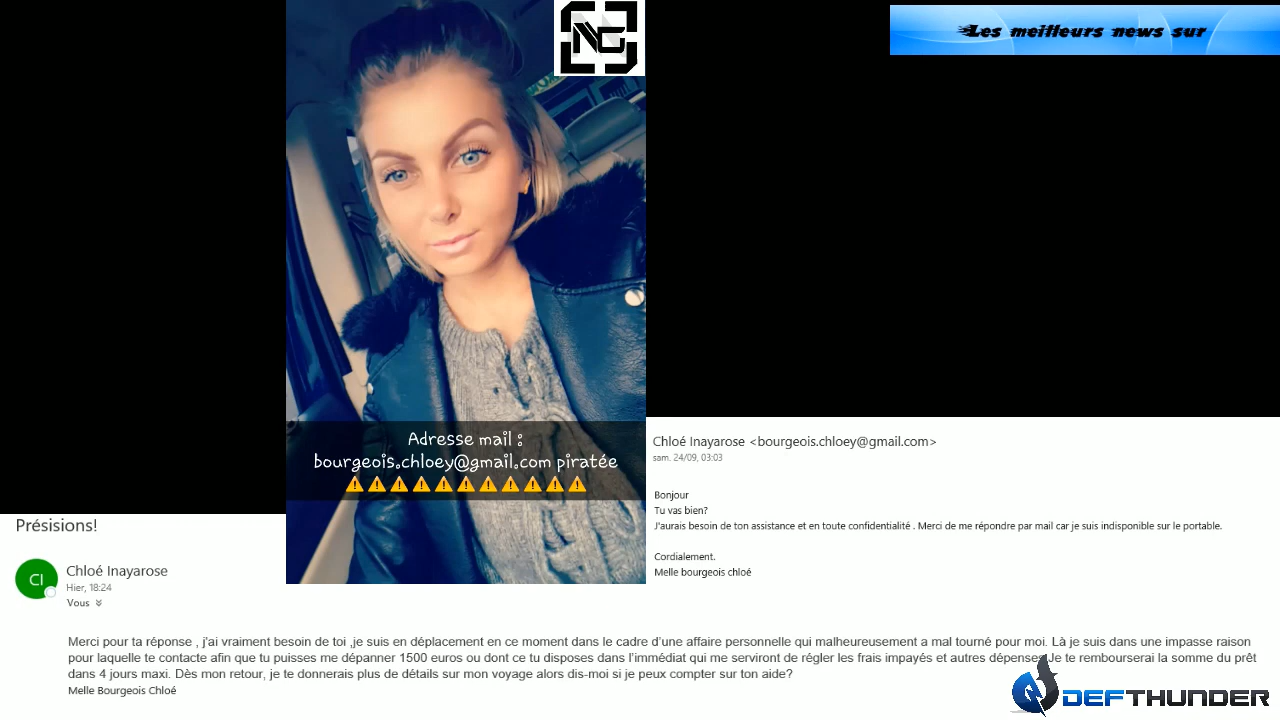 NG
Les meilleurs news sur
Adresse mail :
bourgeois.chloey@gmail.com piratée
Chloé Inayarose <bourgeois.chloey@gmail.com>
sam. 24/09, 03:03
Bonjour
Tu vas bien?
J'aurais besoin de ton assistance et en toute confidentialité . Merci de me répondre par mail car je suis indisponible sur le portable.
Cordialement.
Melle bourgeois chloé
Présisions!
CI
Chloé Inayarose
Hier, 18:24
Vous
Merci pour ta réponse , j'ai vraiment besoin de toi ,je suis en déplacement en ce moment dans le cadre d'une affaire personnelle qui malheureusement a mal tourné pour moi. Là je suis dans une impasse raison
pour laquelle te contacte afin que tu puisses me dépanner 1500 euros ou dont ce tu disposes dans l'immédiat qui me serviront de régler les frais impayés et autres dépenses Je te rembourserai la somme du prêt
dans 4 jours maxi. Dès mon retour, je te donnerais plus de détails sur mon voyage alors dis-moi si je peux compter sur ton aide?
Melle Bourgeois Chloé
DEFTHUNDER